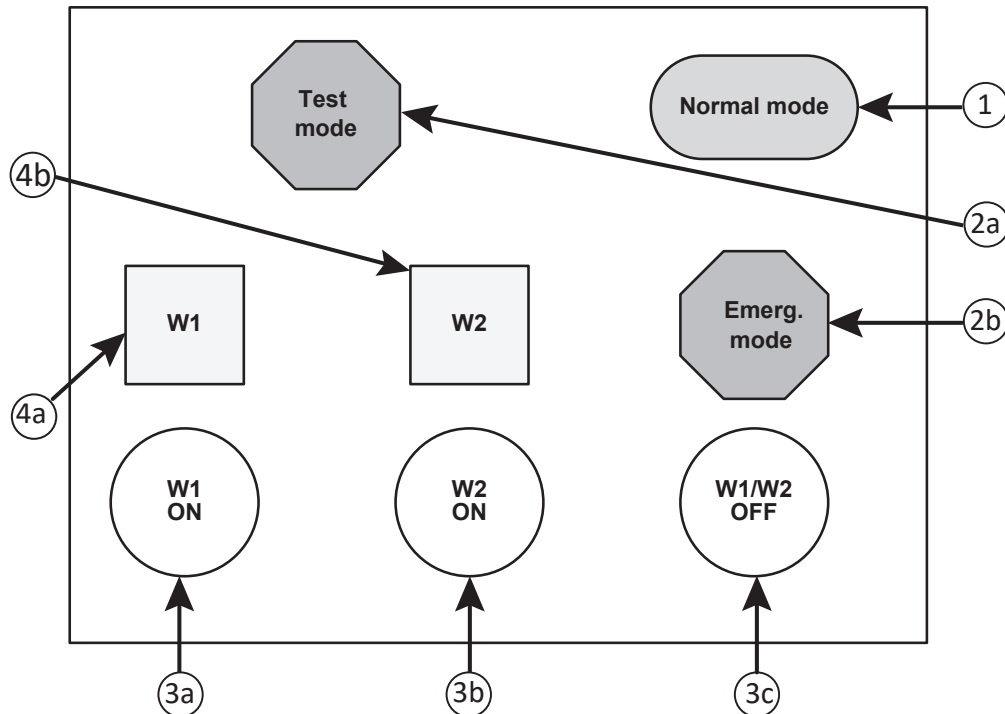 Test
mode
Normal mode
1
4b
2a
W1
W2
Emerg.
mode
2b
4a
W1
ON
W2
ON
W1/W2
OFF
3a
3b
3c